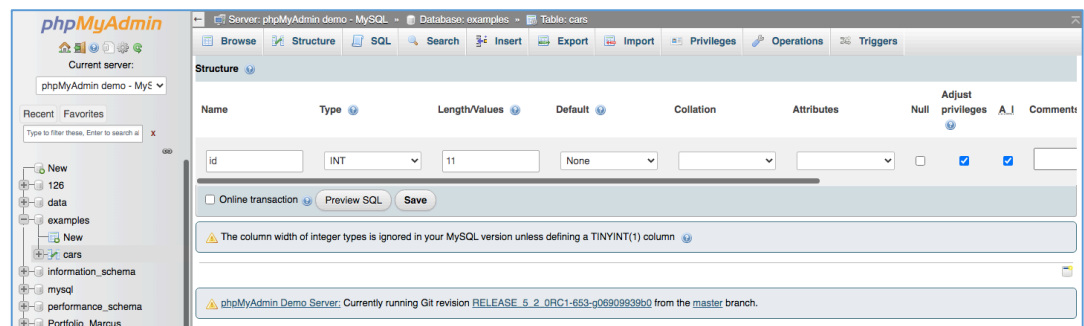 phpMyAdmin
Current server:
phpMyAdmin demo - MyS
Recent Favorites
Type to filter these, Enter to search al X
New
126
data
examples
New
cars
information_schema
mysql
performance_schema
Portfolio_Marcus
Server: phpMyAdmin demo - MySQL » Database: examples » Table: cars
Browse Structure SQL Search Insert Export Import Privileges Operations Triggers
Structure
Name Type Length/Values Default Collation Attributes Null Adjust privileges A_I Comments
id INT 11 None
Online transaction Preview SQL Save
The column width of integer types is ignored in your MySQL version unless defining a TINYINT(1) column
phpMyAdmin Demo Server: Currently running Git revision RELEASE_5_2_0RC1-653-g06909939b0 from the master branch.